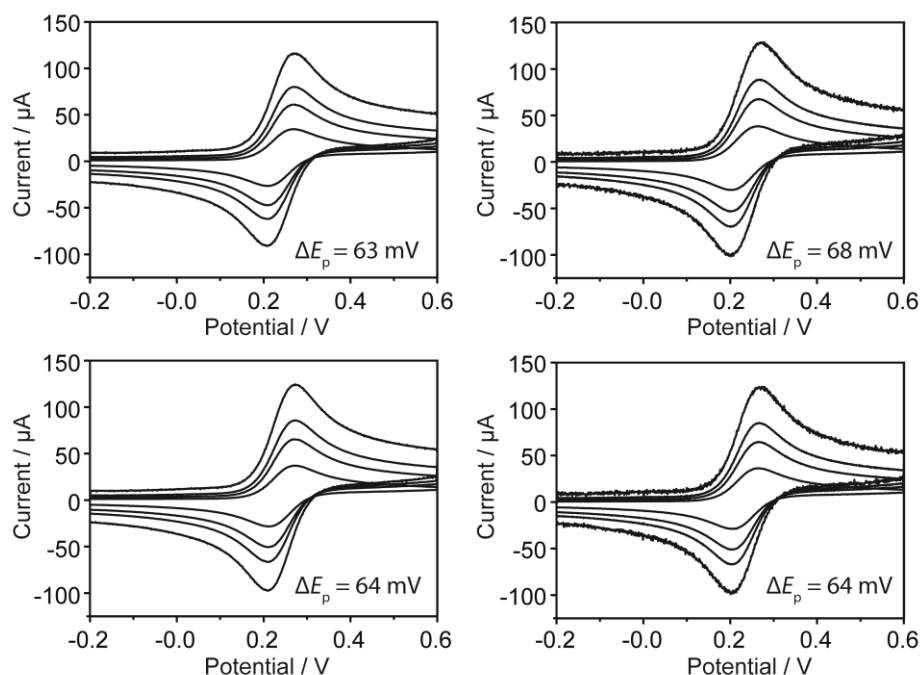 150
100
50
0
-50
-100
Current / µA
ΔEp = 63 mV
-0.2 -0.0 0.2 0.4 0.6
Potential / V
150
100
50
0
-50
-100
Current / µA
ΔEp = 68 mV
-0.2 -0.0 0.2 0.4 0.6
Potential / V
150
100
50
0
-50
-100
Current / µA
ΔEp = 64 mV
-0.2 -0.0 0.2 0.4 0.6
Potential / V
150
100
50
0
-50
-100
Current / µA
ΔEp = 64 mV
-0.2 -0.0 0.2 0.4 0.6
Potential / V